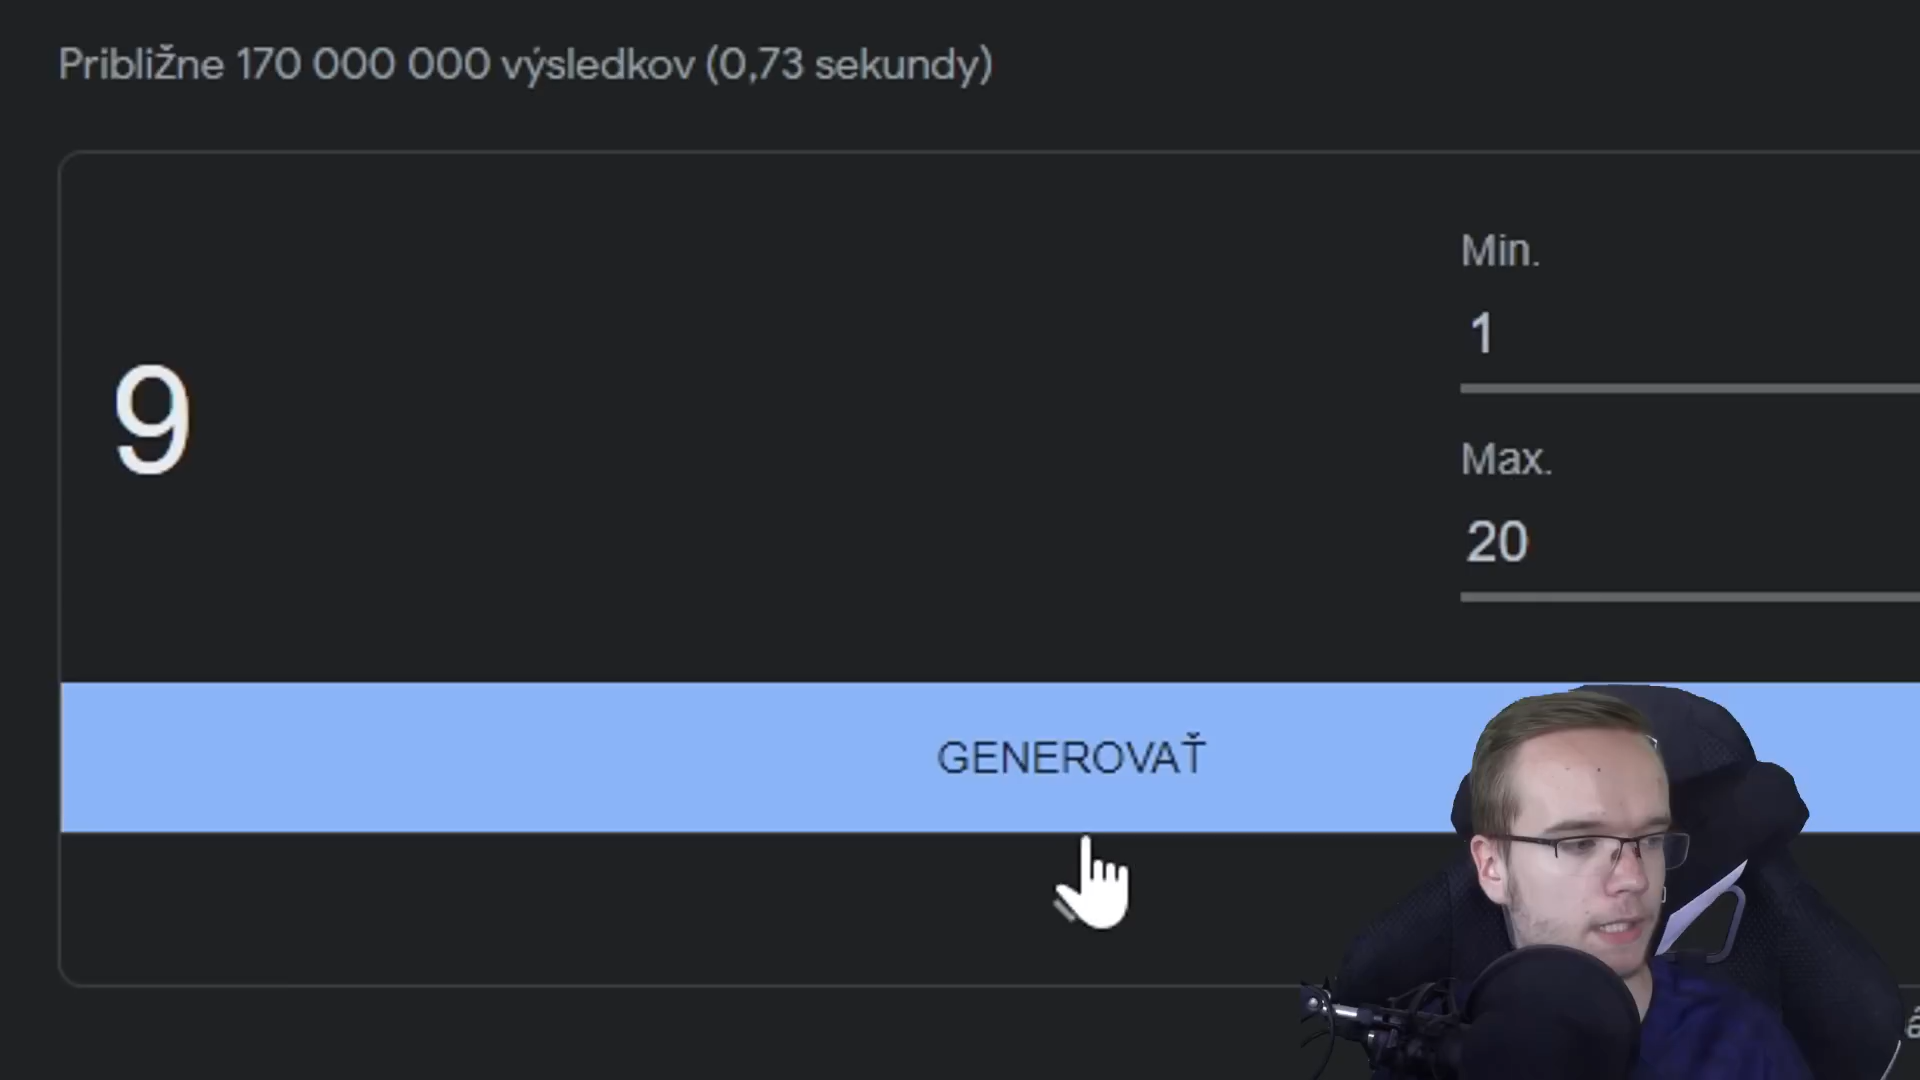 Približne 170 000 000 výsledkov (0,73 sekundy)
Min.
1
9
Max.
20
GENEROVAŤ